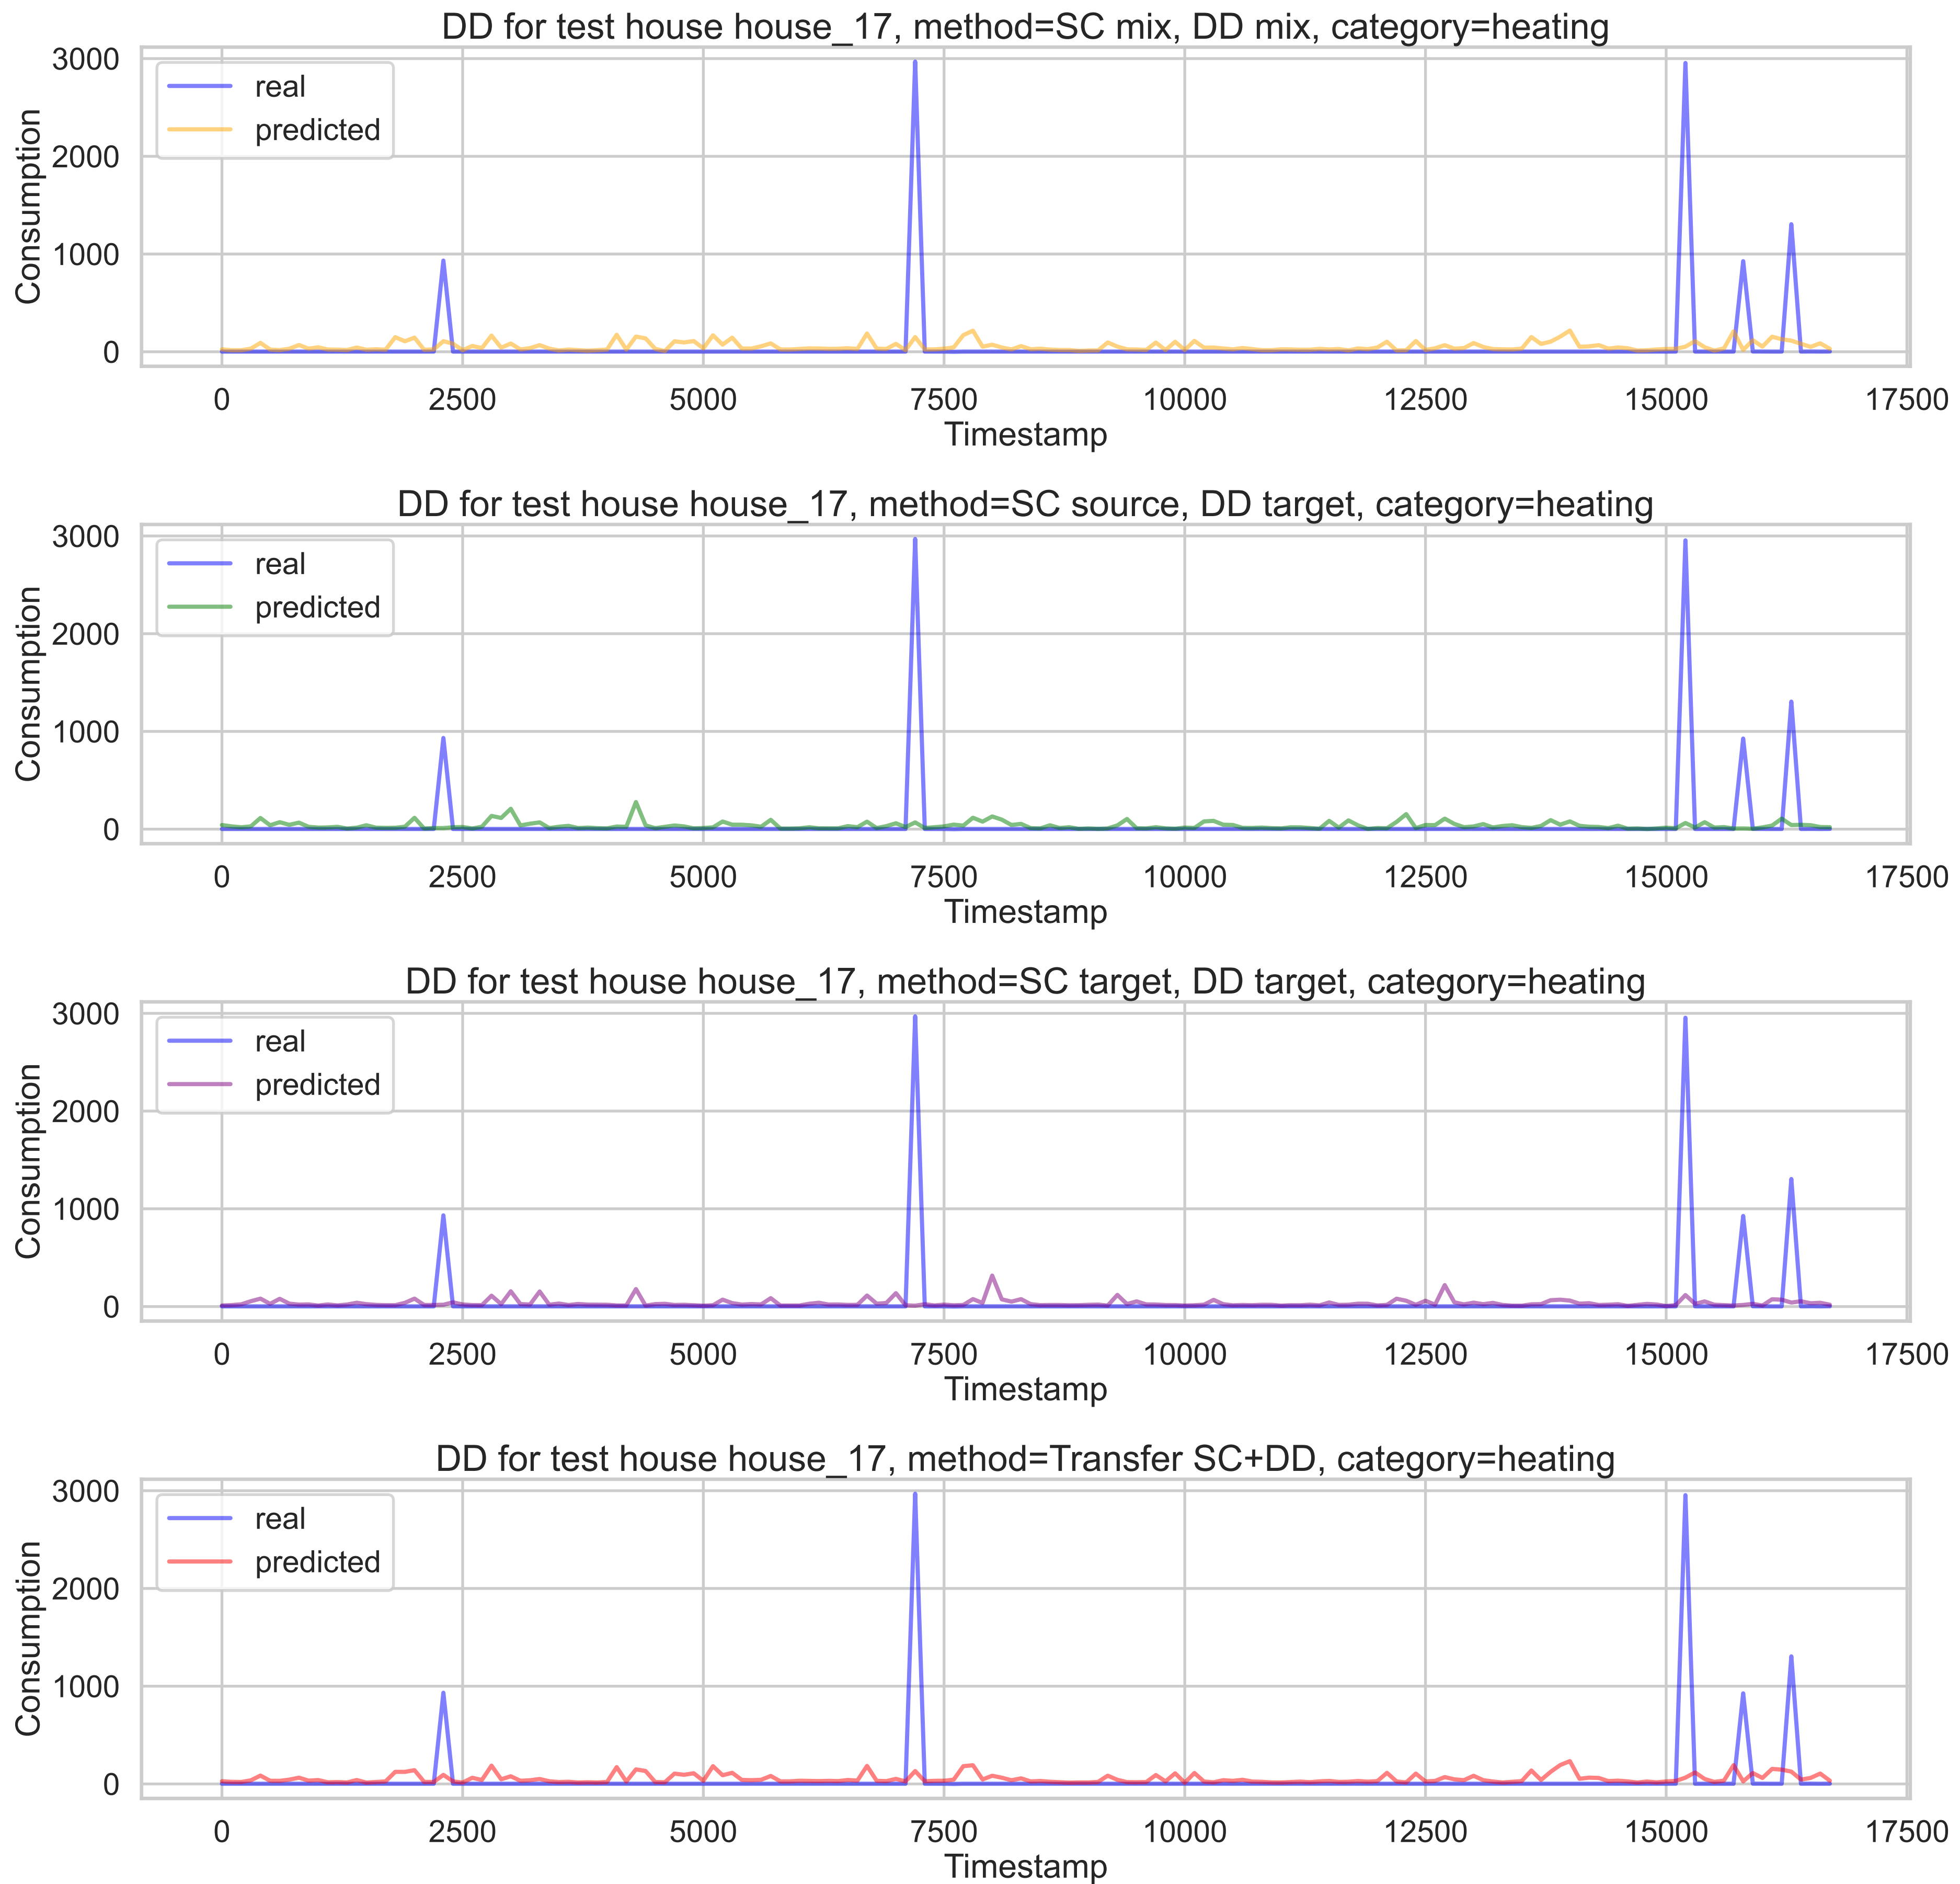 DD for test house house_17, method=SC mix, DD mix, category=heating
3000
2000
1000
0
Consumption
real
predicted
0 2500 5000 7500 10000 12500 15000 17500
Timestamp
DD for test house house_17, method=SC source, DD target, category=heating
3000
2000
1000
0
Consumption
real
predicted
0 2500 5000 7500 10000 12500 15000 17500
Timestamp
DD for test house house_17, method=SC target, DD target, category=heating
3000
2000
1000
0
Consumption
real
predicted
0 2500 5000 7500 10000 12500 15000 17500
Timestamp
DD for test house house_17, method=Transfer SC+DD, category=heating
3000
2000
1000
0
Consumption
real
predicted
0 2500 5000 7500 10000 12500 15000 17500
Timestamp